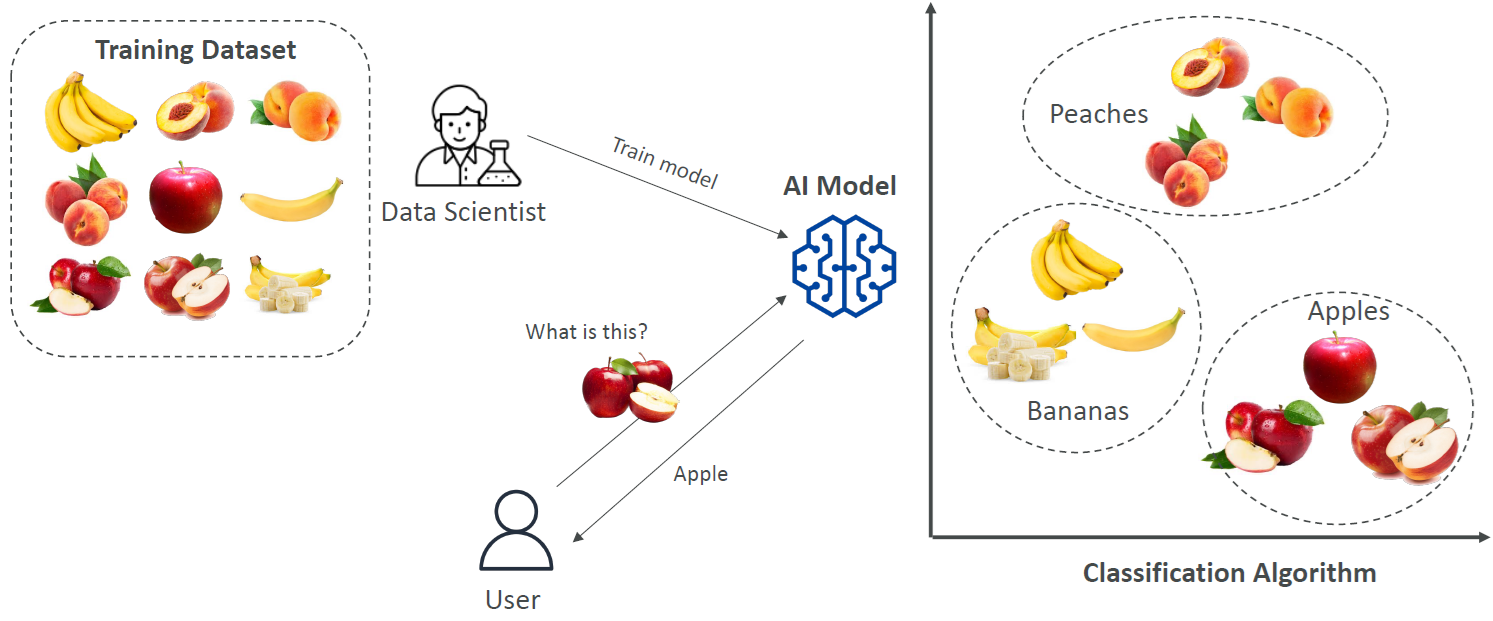 Training Dataset
Data Scientist
Train model
AI Model
What is this?
Apple
User
Peaches
Bananas
Apples
Classification Algorithm